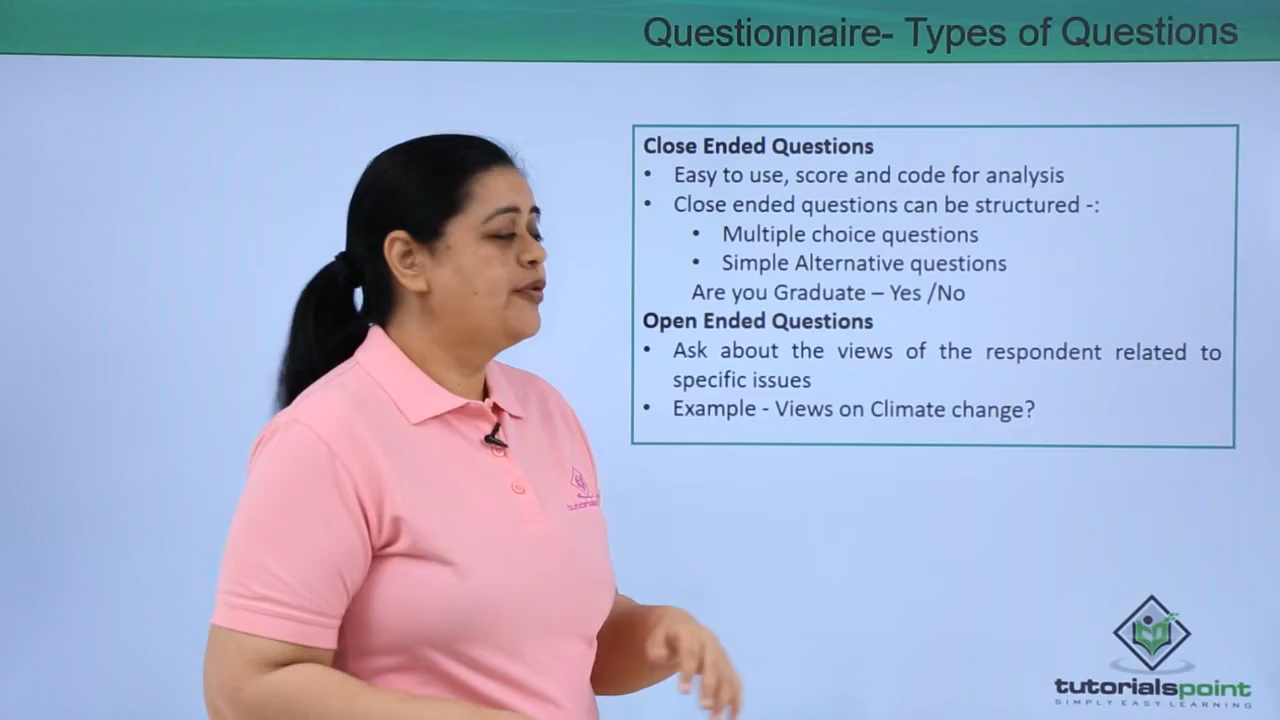 Questionnaire- Types of Questions
Close Ended Questions
• Easy to use, score and code for analysis
• Close ended questions can be structured -:
• Multiple choice questions
• Simple Alternative questions
Are you Graduate – Yes /No
Open Ended Questions
• Ask about the views of the respondent related to
specific issues
• Example - Views on Climate change?
tutorialspoint
SIMPLY EASY LEARNING